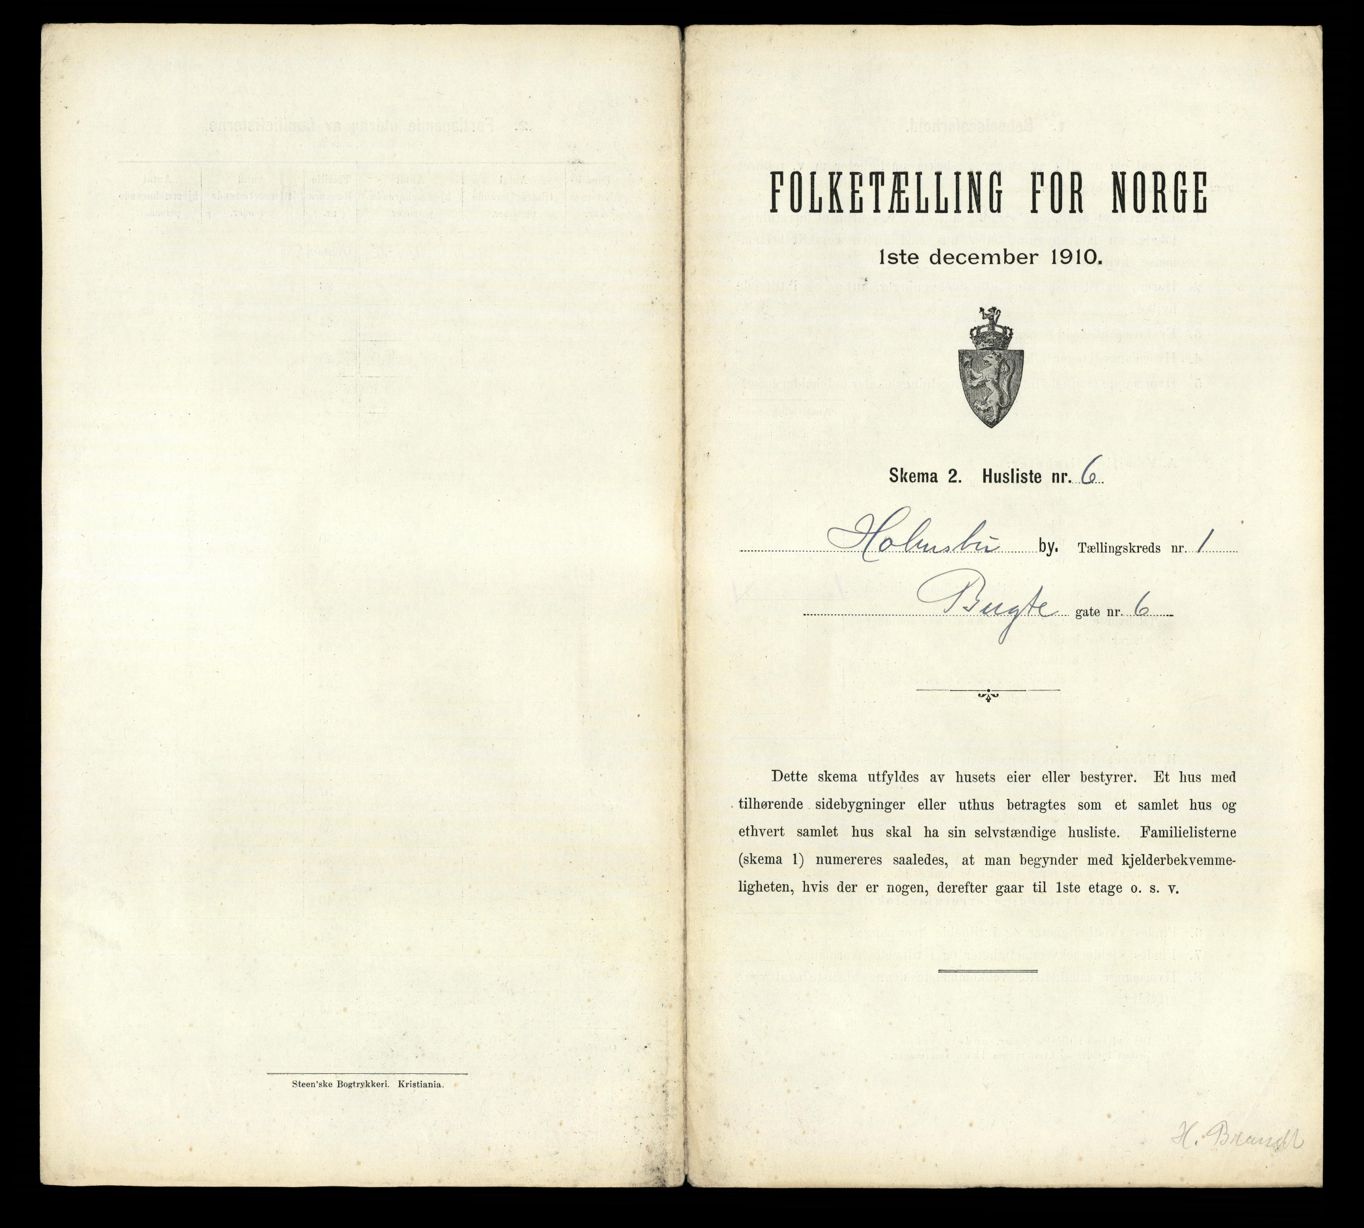 FOLKETÆLLING FOR NORGE
1ste december 1910.
Skema 2. Husliste nr. 6
Holmsbu by. Tællingskreds nr. 1
Bugte gate nr. 6
Dette skema utfyldes av husets eier eller bestyrer. Et hus med
tilhørende sidebygninger eller uthus betragtes som et samlet hus og
ethvert samlet hus skal ha sin selvstændige husliste. Familielisterne
(skema 1) numereres saaledes, at man begynder med kjelderbekvemme-
ligheten, hvis der er nogen, derefter gaar til 1ste etage o. s. v.
Steen'ske Bogtrykkeri. Kristiania.
H. Brandt